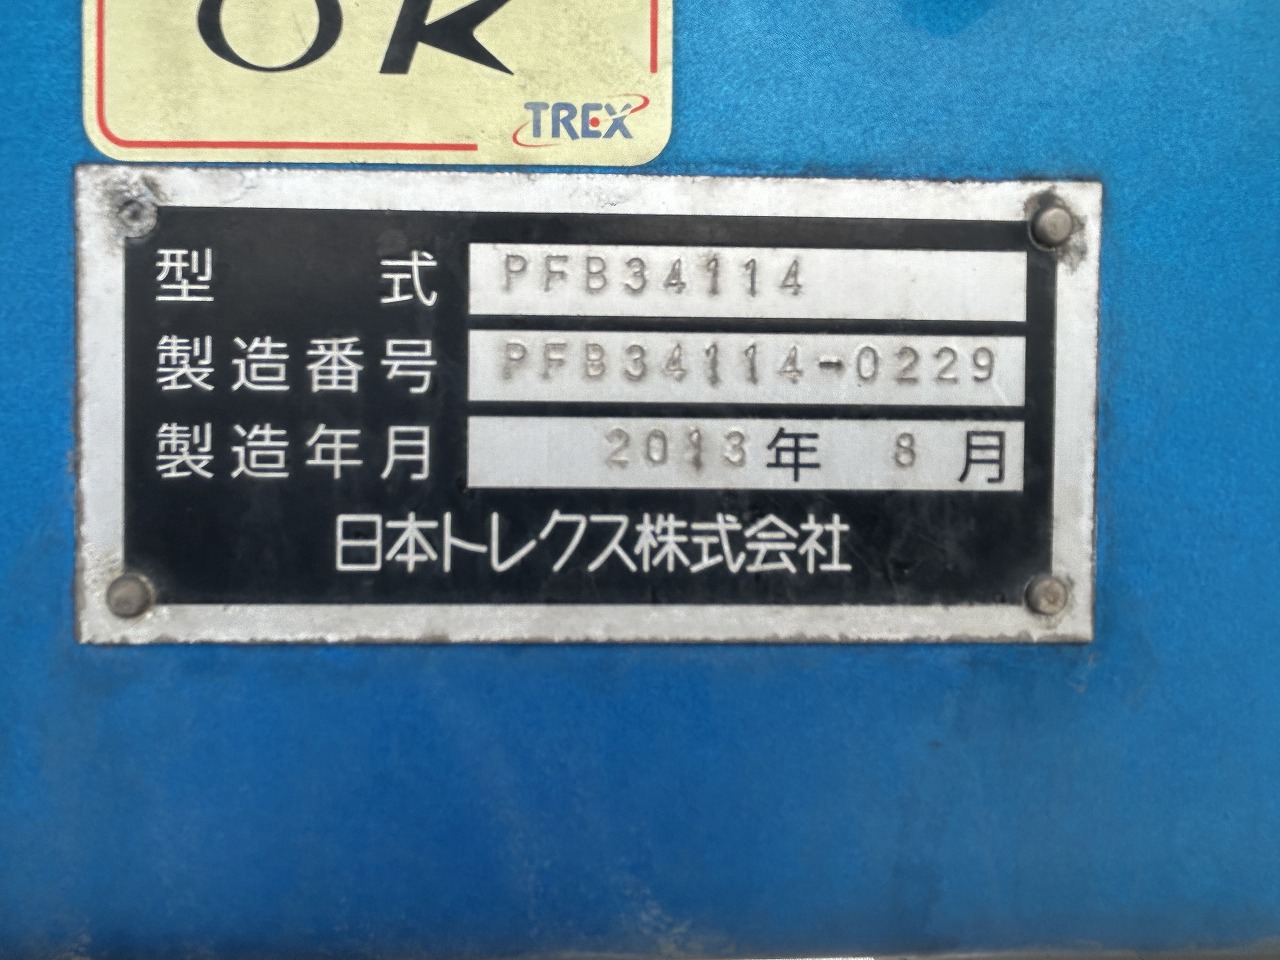 OK
TREX
型式 PFB34114
製造番号 PFB34114-0229
製造年月 2013年 8月
日本トレクス株式会社